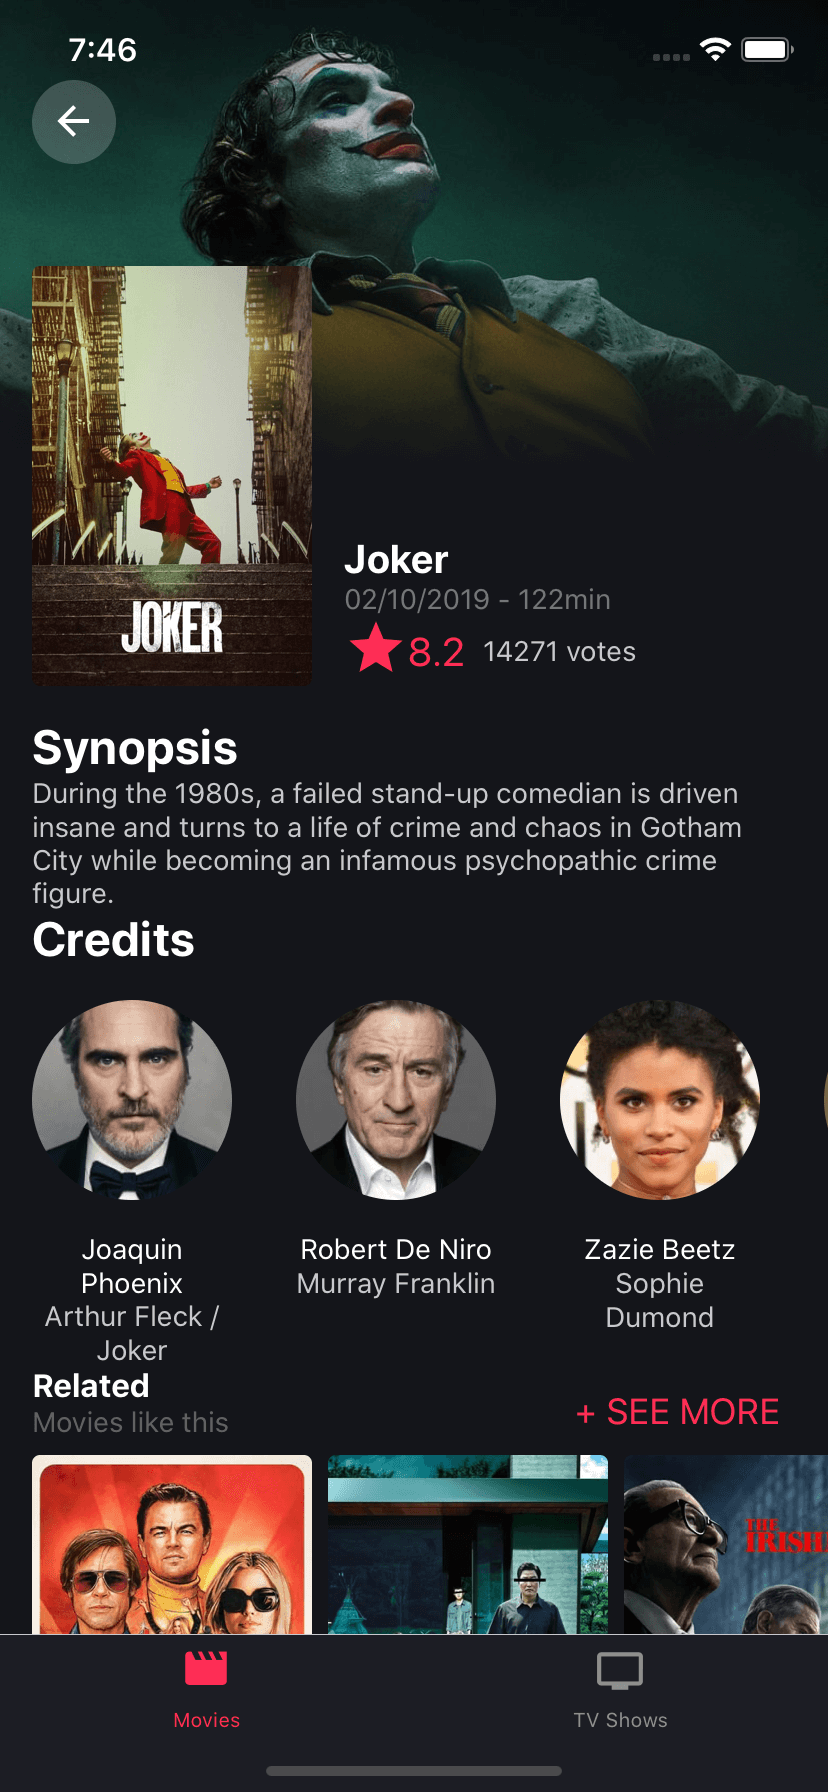 7:46
JOKER
Joker
02/10/2019 - 122min
8.2 14271 votes
Synopsis
During the 1980s, a failed stand-up comedian is driven
insane and turns to a life of crime and chaos in Gotham
City while becoming an infamous psychopathic crime
figure.
Credits
Joaquin
Phoenix
Arthur Fleck /
Joker
Robert De Niro
Murray Franklin
Zazie Beetz
Sophie
Dumond
Related
Movies like this
+ SEE MORE
THE
IRISH
Movies
TV Shows